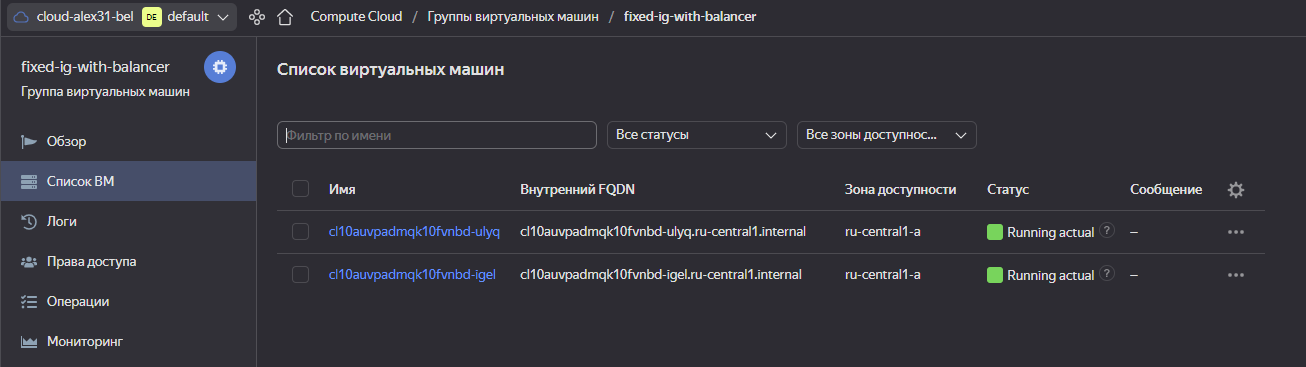 cloud-alex31-bel DE default Compute Cloud / Группы виртуальных машин / fixed-ig-with-balancer
fixed-ig-with-balancer
Группа виртуальных машин
Обзор
Список ВМ
Логи
Права доступа
Операции
Мониторинг
Список виртуальных машин
Фильтр по имени Все статусы Все зоны доступнос...
Имя Внутренний FQDN Зона доступности Статус Сообщение
cl10auvpadmqk10fvnbd-ulyq cl10auvpadmqk10fvnbd-ulyq.ru-central1.internal ru-central1-a Running actual ? –
cl10auvpadmqk10fvnbd-igel cl10auvpadmqk10fvnbd-igel.ru-central1.internal ru-central1-a Running actual ? –